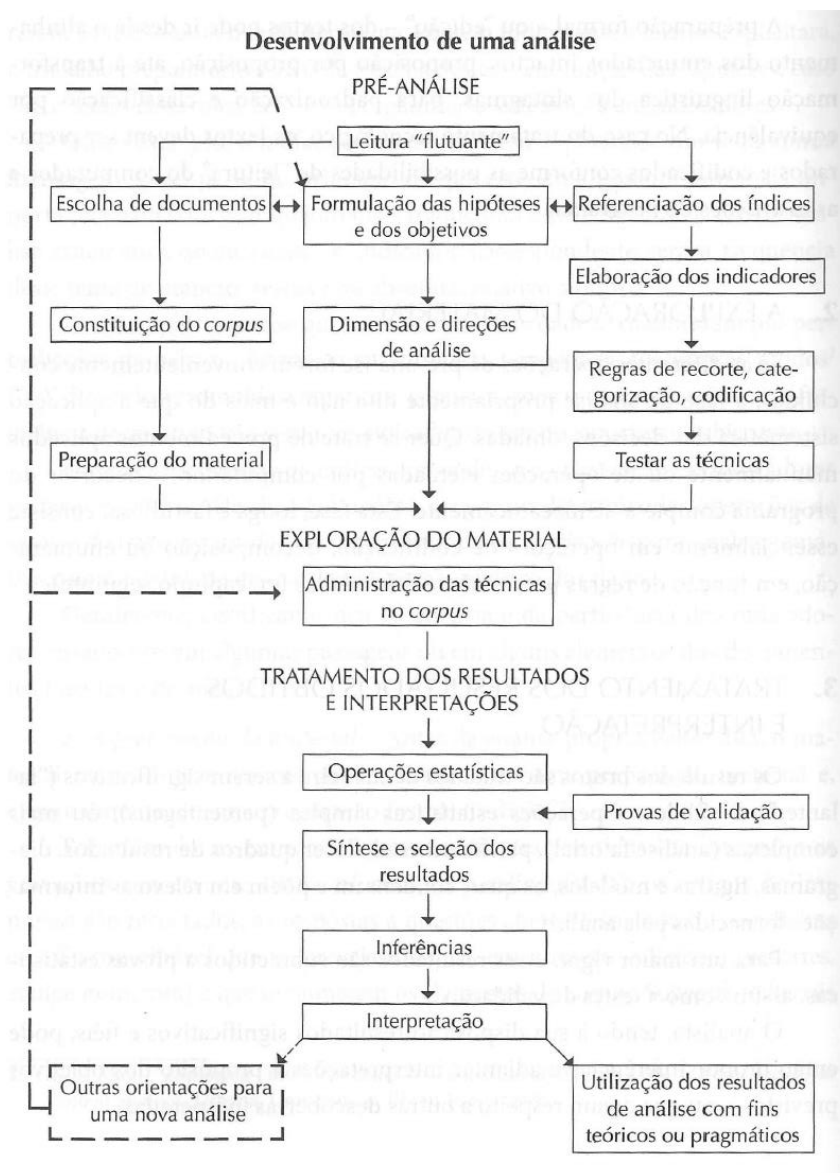 Desenvolvimento de uma análise
PRÉ-ANÁLISE
Leitura “flutuante”
Escolha de documentos
Formulação das hipóteses
e dos objetivos
Referenciação dos índices
Elaboração dos indicadores
Constituição do corpus
Dimensão e direções
de análise
Regras de recorte, cate-
gorização, codificação
Preparação do material
Testar as técnicas
EXPLORAÇÃO DO MATERIAL
Administração das técnicas
no corpus
TRATAMENTO DOS RESULTADOS
E INTERPRETAÇÕES
Operações estatísticas
Provas de validação
Síntese e seleção dos
resultados
Inferências
Interpretação
Outras orientações para
uma nova análise
Utilização dos resultados
de análise com fins
teóricos ou pragmáticos